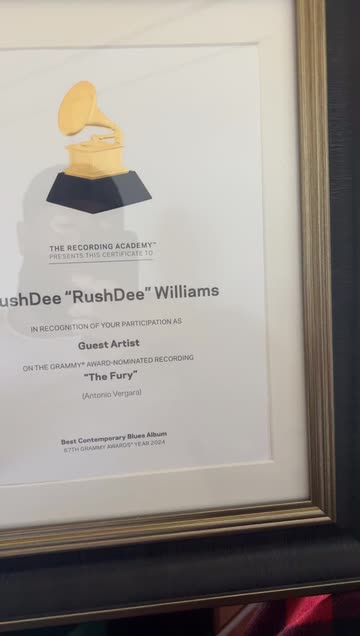 THE RECORDING ACADEMY™
PRESENTS THIS CERTIFICATE TO
ushDee “RushDee” Williams
IN RECOGNITION OF YOUR PARTICIPATION AS
Guest Artist
ON THE GRAMMY® AWARD-NOMINATED RECORDING
“The Fury”
(Antonio Vergara)
Best Contemporary Blues Album
67TH GRAMMY AWARDS® YEAR 2024